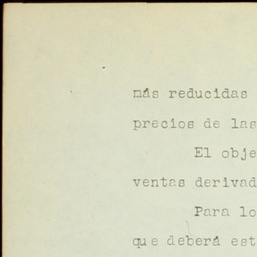 más reducidas
precios de las
El obje
ventas derivad
Para lo
que deberá est